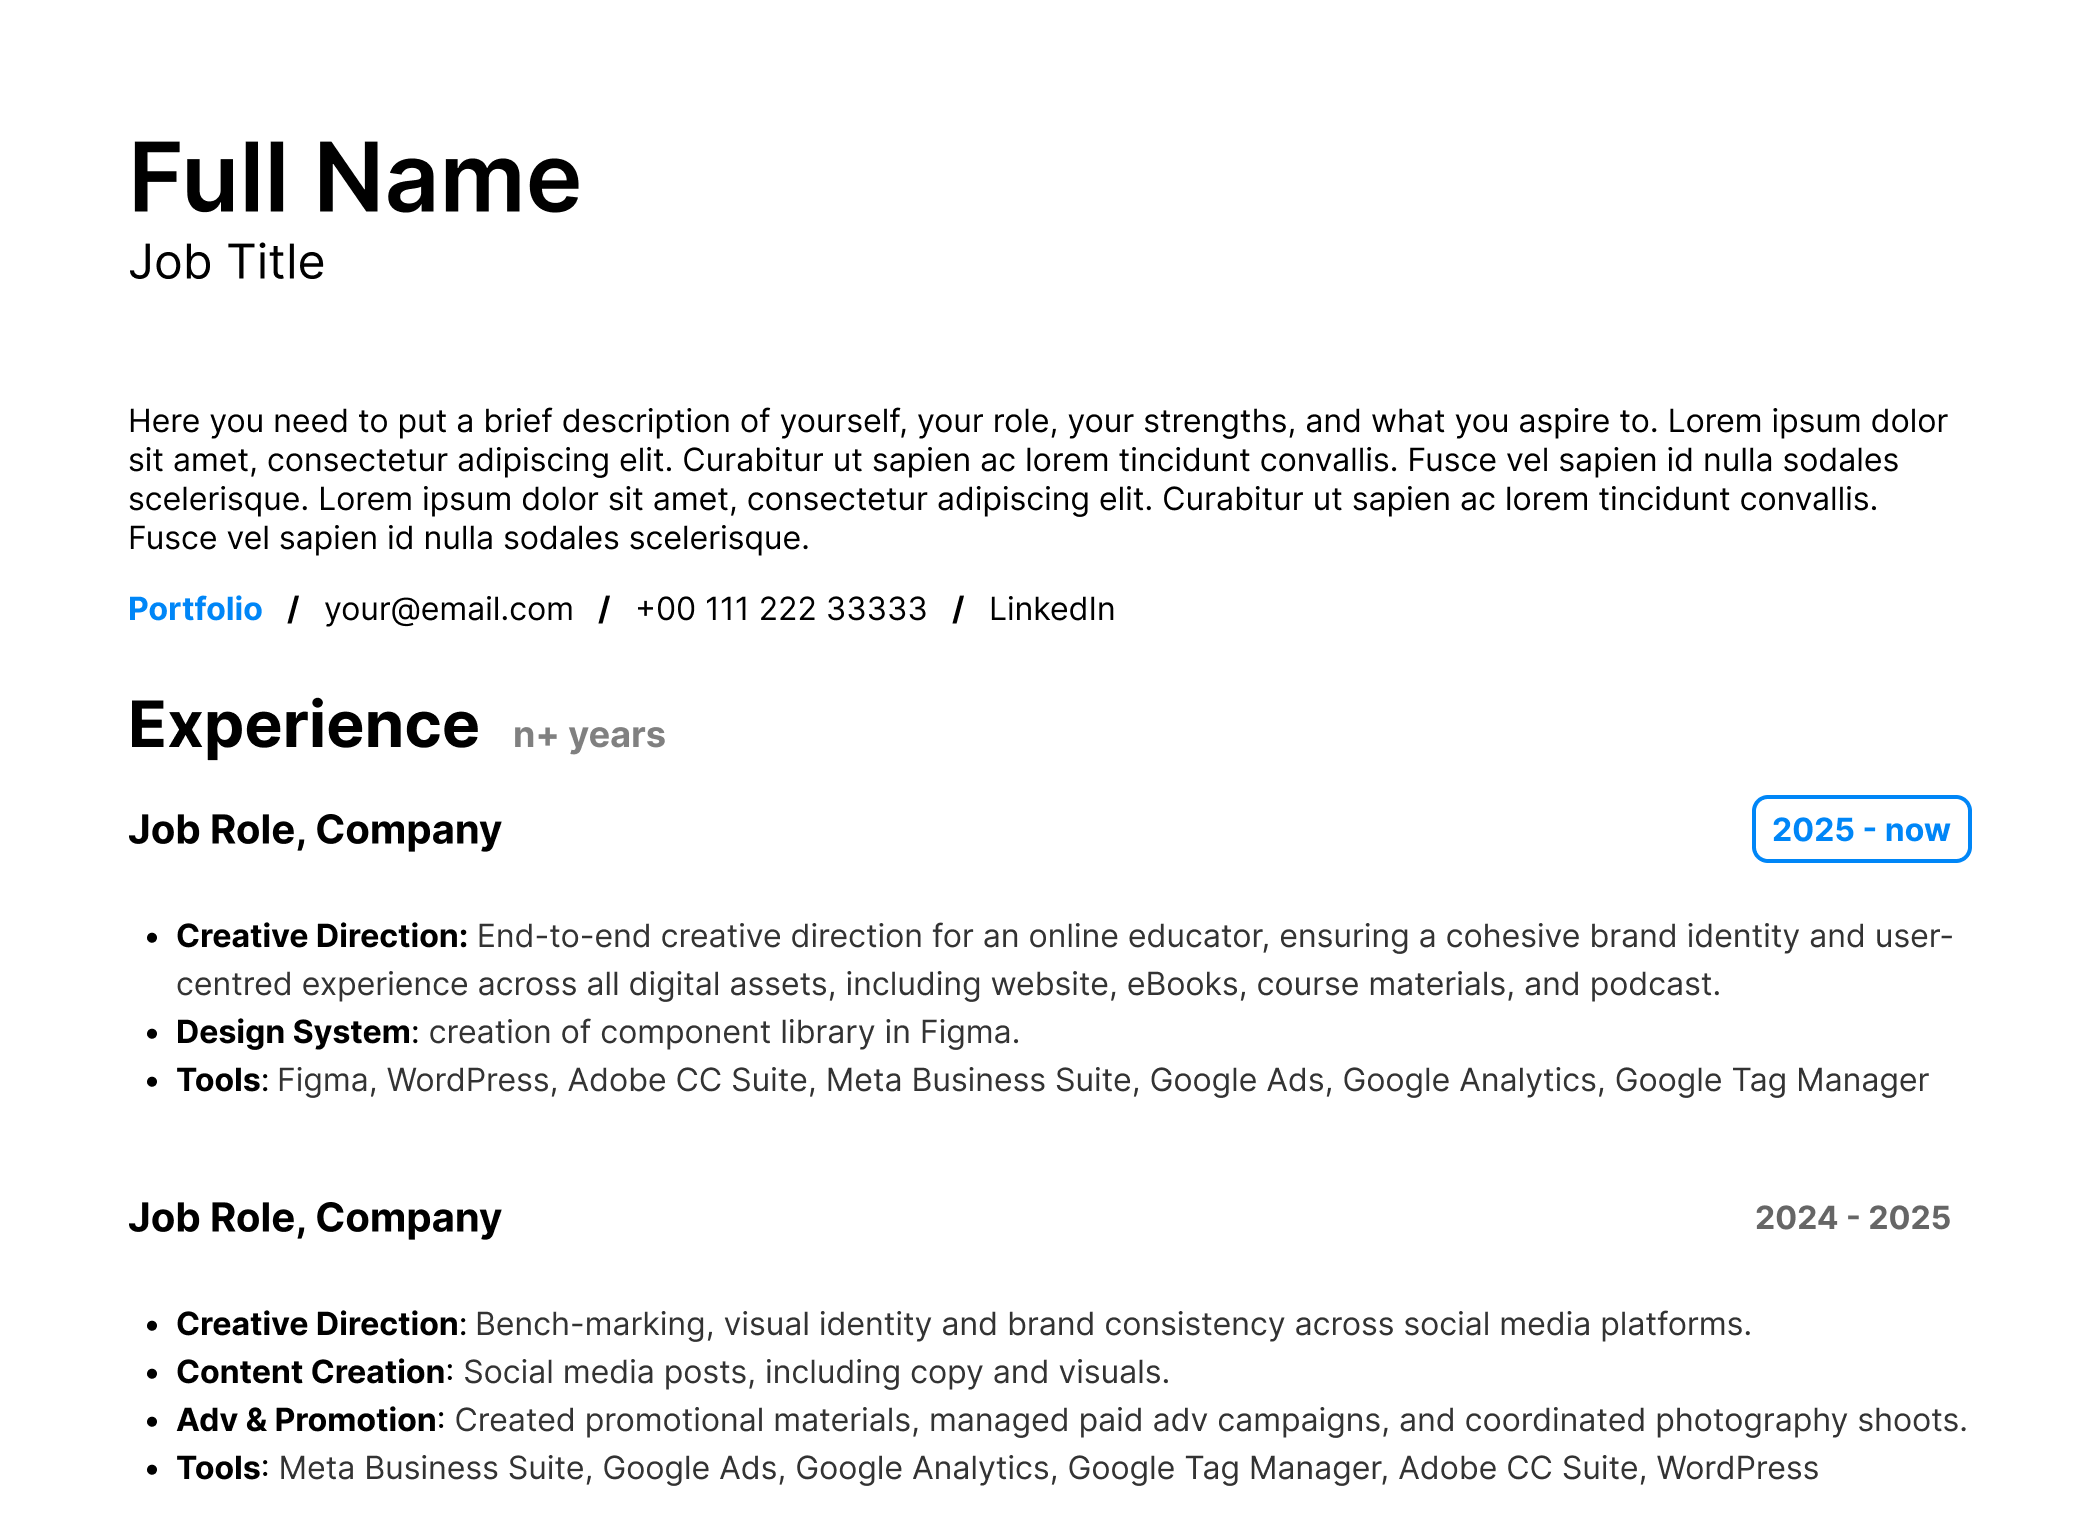 Full Name
Job Title
Here you need to put a brief description of yourself, your role, your strengths, and what you aspire to. Lorem ipsum dolor
sit amet, consectetur adipiscing elit. Curabitur ut sapien ac lorem tincidunt convallis. Fusce vel sapien id nulla sodales
scelerisque. Lorem ipsum dolor sit amet, consectetur adipiscing elit. Curabitur ut sapien ac lorem tincidunt convallis.
Fusce vel sapien id nulla sodales scelerisque.
Portfolio / your@email.com / +00 111 222 33333 / LinkedIn
Experience n+ years
Job Role, Company 2025 - now
• Creative Direction: End-to-end creative direction for an online educator, ensuring a cohesive brand identity and user-
centred experience across all digital assets, including website, eBooks, course materials, and podcast.
• Design System: creation of component library in Figma.
• Tools: Figma, WordPress, Adobe CC Suite, Meta Business Suite, Google Ads, Google Analytics, Google Tag Manager
Job Role, Company 2024 - 2025
• Creative Direction: Bench-marking, visual identity and brand consistency across social media platforms.
• Content Creation: Social media posts, including copy and visuals.
• Adv & Promotion: Created promotional materials, managed paid adv campaigns, and coordinated photography shoots.
• Tools: Meta Business Suite, Google Ads, Google Analytics, Google Tag Manager, Adobe CC Suite, WordPress